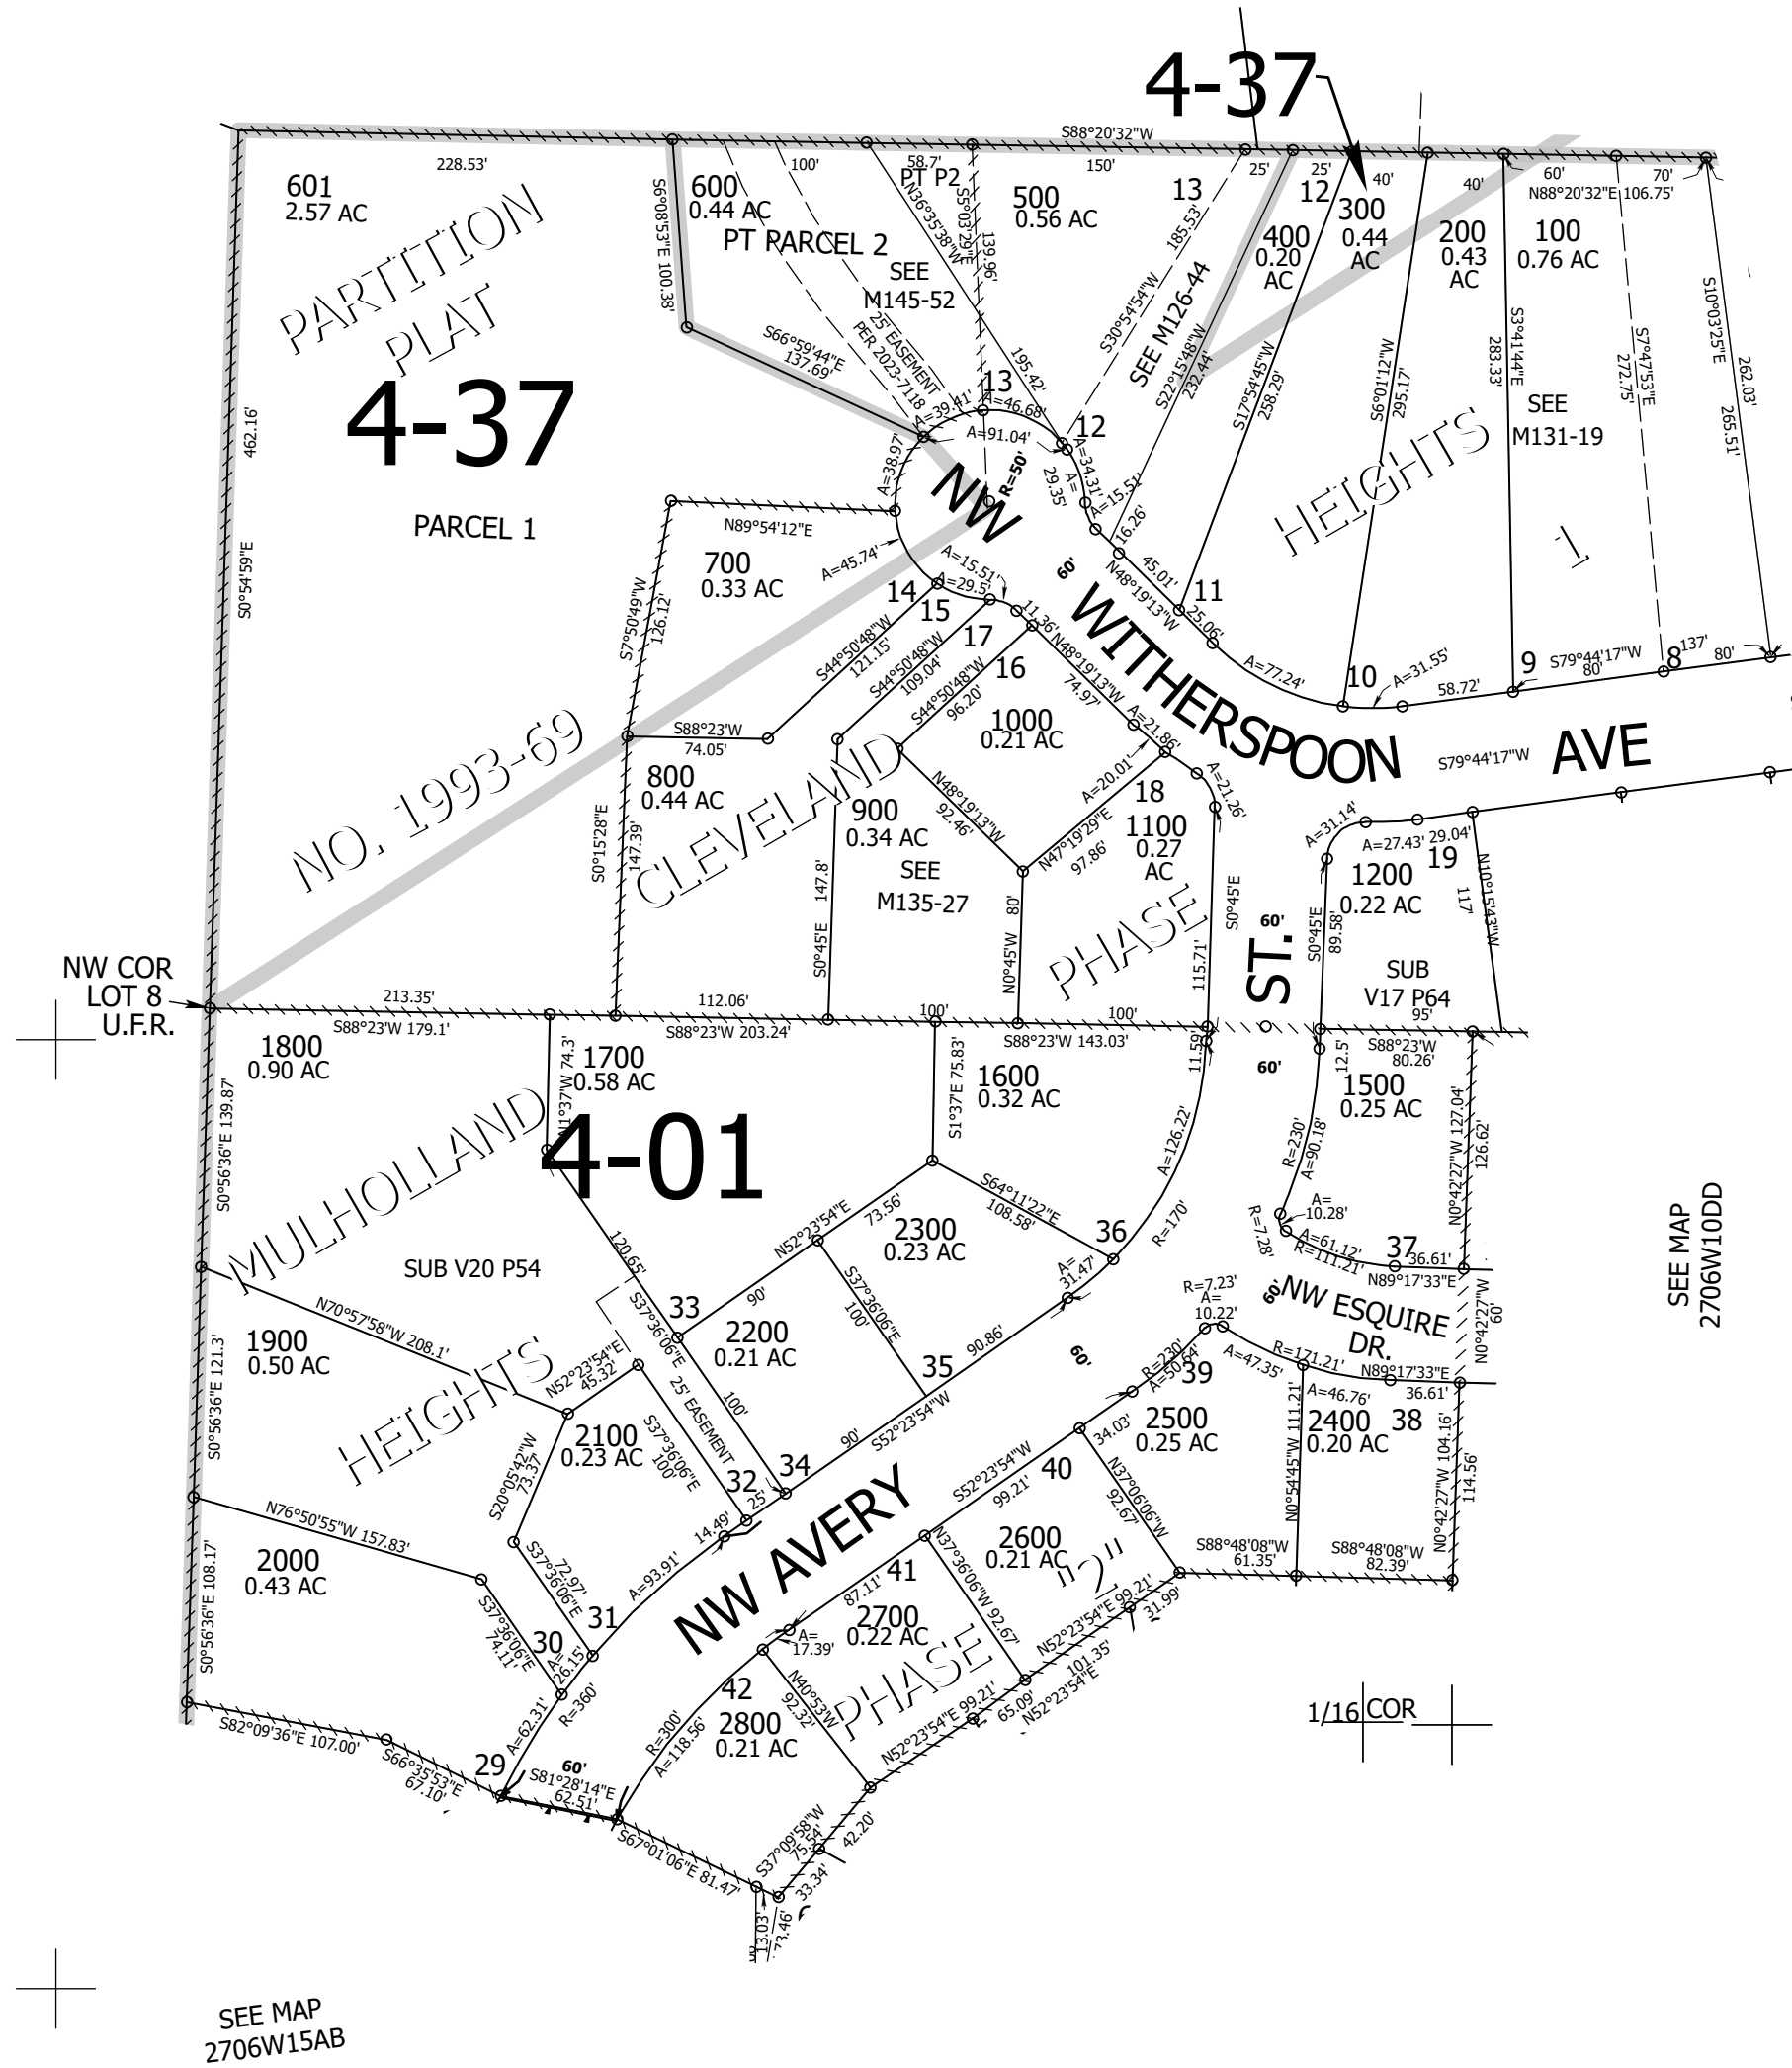 4-37
S88°20'32"W
228.53'
100'
58.7'
150'
25'
25'
40'
40'
60'
70'
N88°20'32"E 106.75'
601
2.57 AC
600
0.44 AC
PT P2
PT PARCEL 2
500
0.56 AC
13
12
400
0.20
AC
300
0.44
AC
200
0.43
AC
100
0.76 AC
PARTITION
PLAT
4-37
PARCEL 1
462.16'
S0°54'59"E
S6°08'53"E 100.38'
S66°59'44"E
137.69'
SEE
M145-52
25' EASEMENT
PER 2023-7118
N36°35'38"W
195.42'
S5°03'29"E
139.96'
185.53'
S30°54'54"W
SEE M126-44
S22°15'48"W
232.44'
S17°54'45"W
258.29'
S6°01'12"W
295.17'
S3°41'44"E
283.33'
SEE
M131-19
S7°47'53"E
272.75'
S10°03'25"E
262.03'
265.51'
HEIGHTS
1
13
A=39.41'
A=46.68'
A=91.04'
12
A=34.31'
A=
29.35'
A=15.51'
16.26'
R=50'
A=38.97'
A=45.74'
N89°54'12"E
700
0.33 AC
S7°50'49"W
126.12'
A=15.51'
A=29.5'
14
15
17
16
11.36'
60'
45.01'
N48°19'13"W
11
25.06'
A=77.24'
10
A=31.55'
58.72'
9
S79°44'17"W
80'
8
137'
80'
NW WITHERSPOON AVE
S79°44'17"W
S44°50'48"W
121.15'
S44°50'48"W
109.04'
S44°50'48"W
96.20'
N48°19'13"W
74.97'
1000
0.21 AC
A=21.86'
A=20.01'
18
A=21.26'
S88°23'W
74.05'
800
0.44 AC
NO. 1993-69
CLEVELAND
900
0.34 AC
SEE
M135-27
N48°19'13"W
92.46'
N47°19'29"E
97.86'
1100
0.27
AC
S0°15'28"E
147.39'
147.8'
S0°45'E
80'
N0°45'W
PHASE
S0°45'E
115.71'
60'
ST.
60'
A=31.14'
A=27.43'
29.04'
19
1200
0.22 AC
S0°45'E
89.58'
N10°15'43"W
117'
SUB
V17 P64
95'
NW COR
LOT 8
U.F.R.
213.35'
S88°23'W 179.1'
112.06'
S88°23'W 203.24'
100'
100'
S88°23'W 143.03'
S88°23'W
80.26'
1800
0.90 AC
1700
0.58 AC
N1°37'W 74.3'
4-01
S1°37'E 75.83'
1600
0.32 AC
11.59'
12.5'
1500
0.25 AC
S0°56'36"E 139.87'
MULHOLLAND
SUB V20 P54
120.65'
N52°23'54"E
73.56'
S64°11'22"E
108.58'
A=126.22'
R=170'
R=230'
A=90.18'
N0°42'27"W 127.04'
126.62'
SEE MAP
2706W10DD
36
2300
0.23 AC
A=
31.47'
R=7.28'
A=
10.28'
A=61.12'
R=111.21'
37
36.61'
N89°17'33"E
N0°42'27"W
60'
N70°57'58"W 208.1'
1900
0.50 AC
S0°56'36"E 121.3'
HEIGHTS
N52°23'54"E
45.32'
33
90'
2200
0.21 AC
S37°36'06"E
100'
S37°36'06"E
100'
35
90.86'
60'
R=7.23'
A=
10.22'
60'
NW ESQUIRE
DR.
R=230'
A=50.64'
39
R=171.21'
A=47.35'
A=46.76'
N89°17'33"E
36.61'
2100
0.23 AC
25' EASEMENT
S37°36'06"E
100'
32
34
25'
90'
S52°23'54"W
34.03'
2500
0.25 AC
2400
0.20 AC
38
N0°54'45"W 111.21'
N0°42'27"W 104.16'
114.56'
S20°05'42"W
73.37'
N76°50'55"W 157.83'
2000
0.43 AC
S0°56'36"E 108.17'
S37°36'06"E
72.97'
14.49'
A=93.91'
NW AVERY
S52°23'54"W
99.21'
40
N37°06'06"W
92.67'
S88°48'08"W
61.35'
S88°48'08"W
82.39'
S37°36'06"E
74.11'
30
31
A=
26.15'
R=360'
A=62.31'
41
87.11'
2600
0.21 AC
"2"
N37°36'06"W 92.67'
N52°23'54"E 99.21'
31.99'
101.35'
A=
17.39'
2700
0.22 AC
PHASE
N52°23'54"E
65.09'
N52°23'54"E 99.21'
42
2800
0.21 AC
N40°53'W
92.32'
R=300'
A=118.56'
S82°09'36"E 107.00'
S66°35'53"E
67.10'
29
60'
S81°28'14"E
62.51'
S67°01'06"E 81.47'
S37°09'58"W
75.54'
42.20'
33.34'
13.03'
73.46'
1/16 COR
SEE MAP
2706W15AB